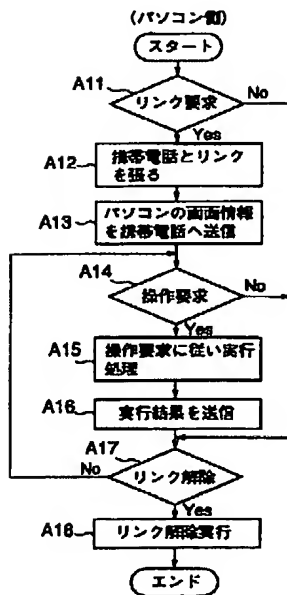 (パソコン側)
スタート
A11
リンク要求
No
Yes
A12
携帯電話とリンク
を張る
A13
パソコンの画面情報
を携帯電話へ送信
A14
操作要求
No
Yes
A15
操作要求に従い実行
処理
A16
実行結果を送信
A17
No
リンク解除
Yes
A18
リンク解除実行
エンド